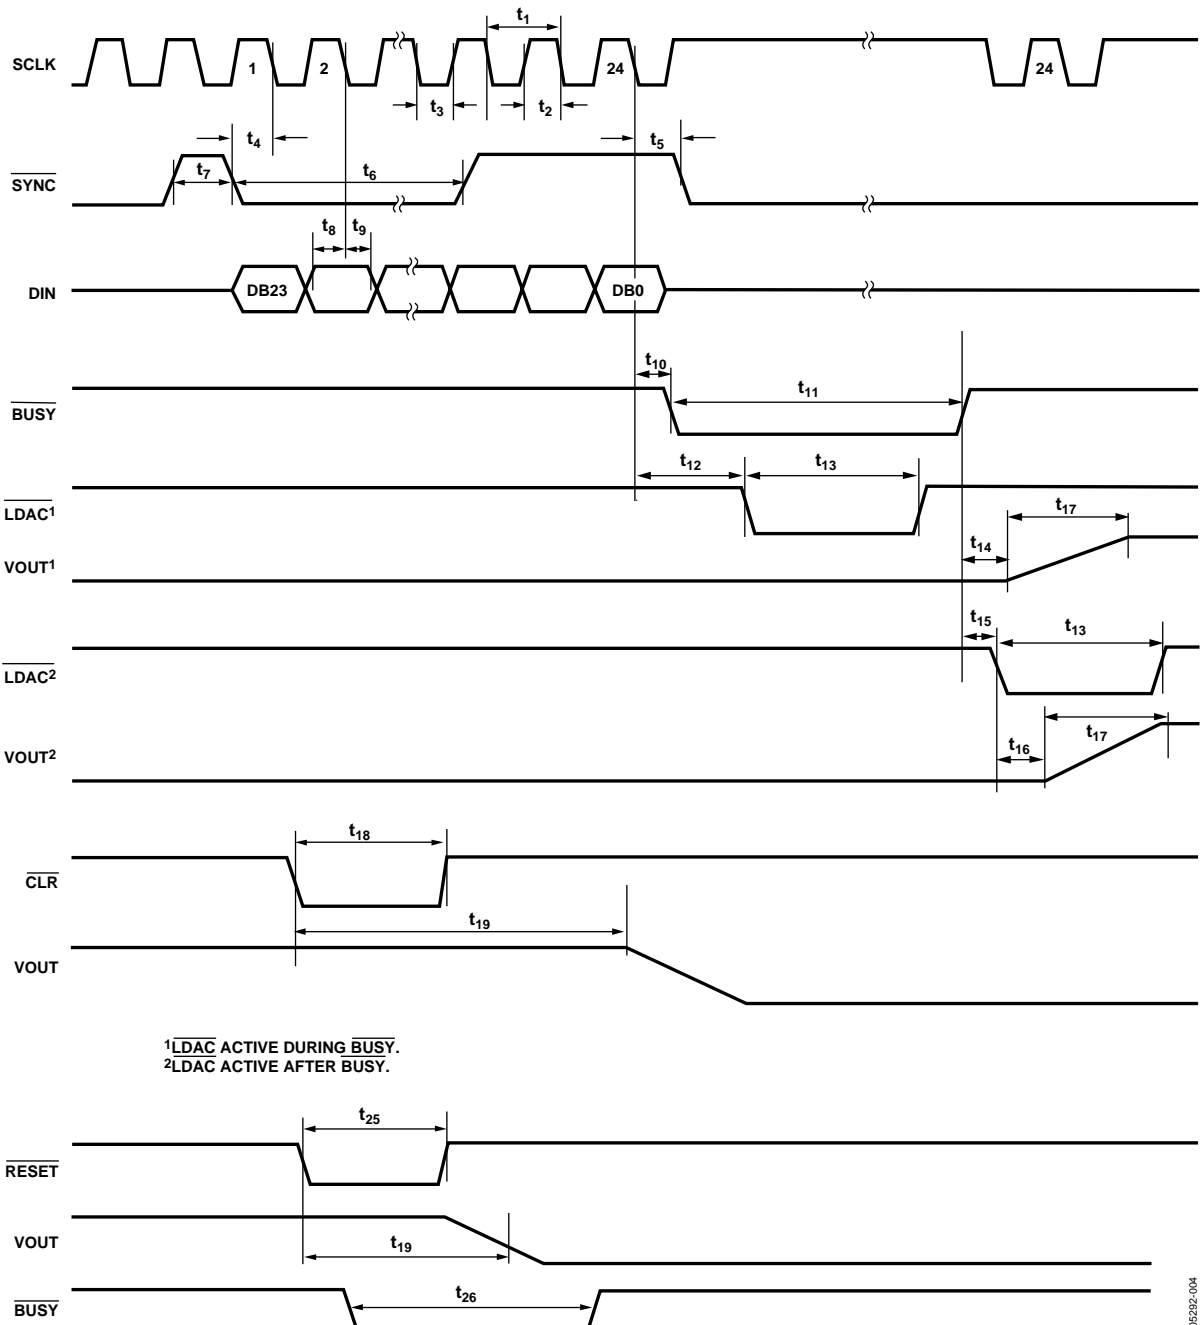 t1
SCLK
1
2
24
24
t3
t2
t4
t5
SYNC
t7
t6
t8
t9
DIN
DB23
DB0
t10
BUSY
t11
t12
t13
LDAC1
t17
t14
VOUT1
t15
t13
LDAC2
t17
VOUT2
t16
t18
CLR
t19
VOUT
1LDAC ACTIVE DURING BUSY.
2LDAC ACTIVE AFTER BUSY.
t25
RESET
VOUT
t19
BUSY
t26
05292-004